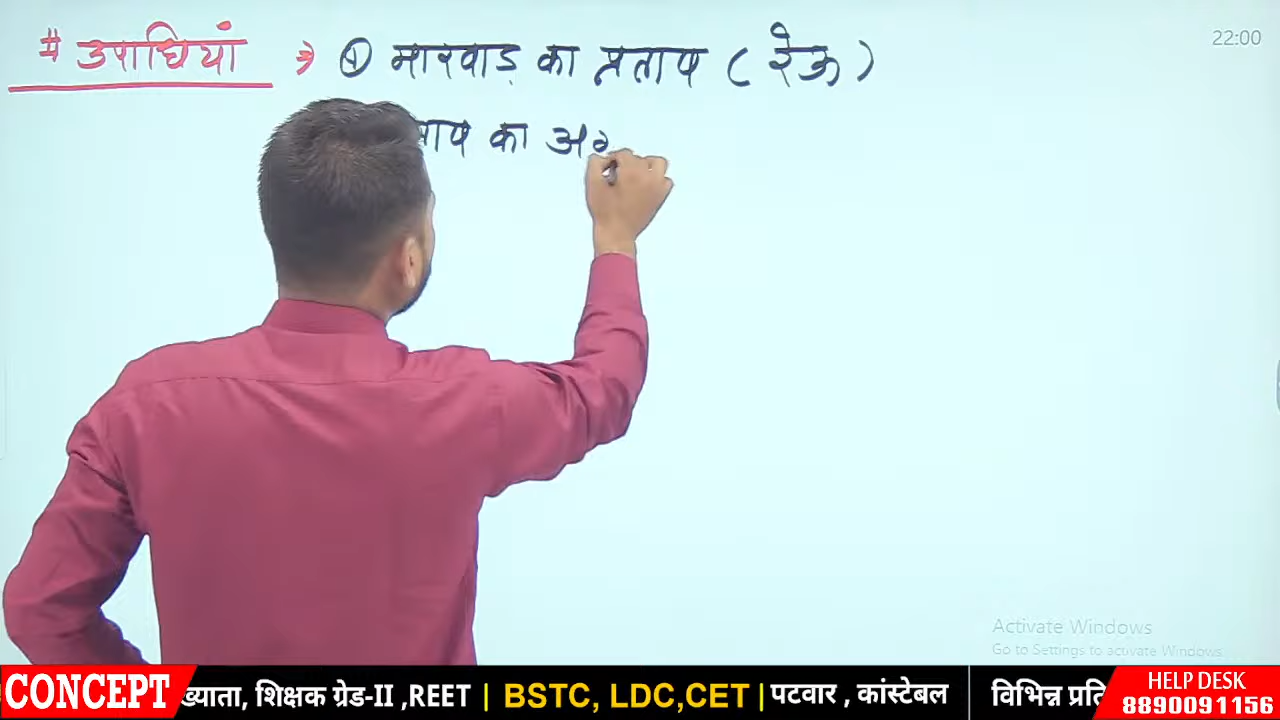 # उपाधियां → ① मारवाड़ का प्रताप (रेऊ)
का
22:00
Activate Windows
Go to Settings to activate Windows.
CONCEPT
ख्याता, शिक्षक ग्रेड-II ,REET | BSTC, LDC,CET | पटवार , कांस्टेबल | विभिन्न
HELP DESK
8890091156